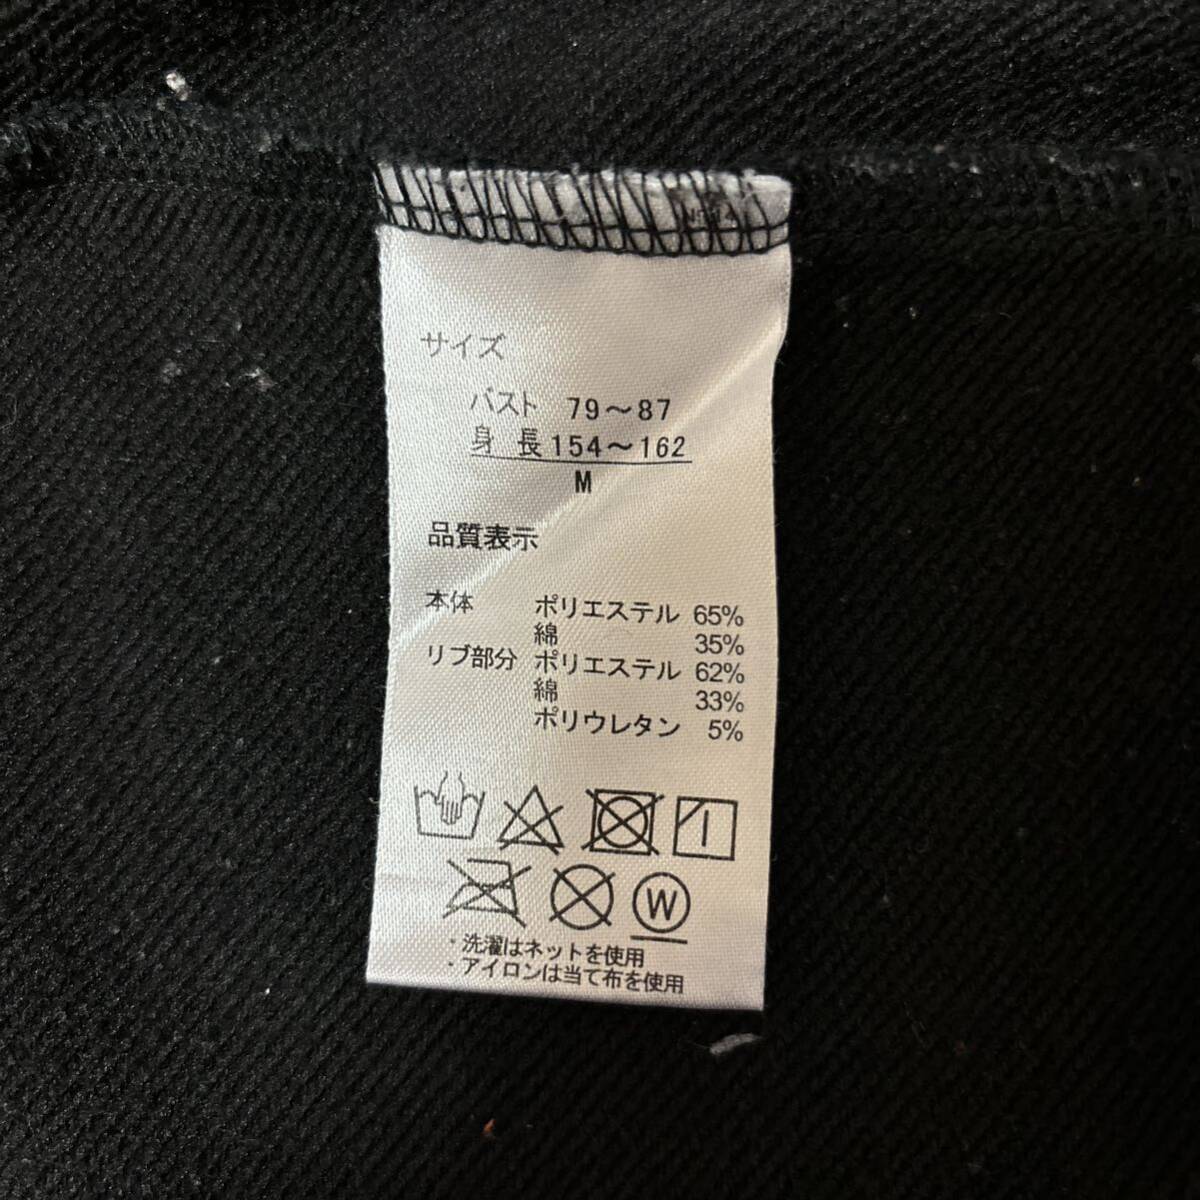 サイズ
バスト 79〜87
身 長 154〜162
M
品質表示
本体 ポリエステル 65%
綿 35%
リブ部分 ポリエステル 62%
綿 33%
ポリウレタン 5%
W
・洗濯はネットを使用
・アイロンは当て布を使用